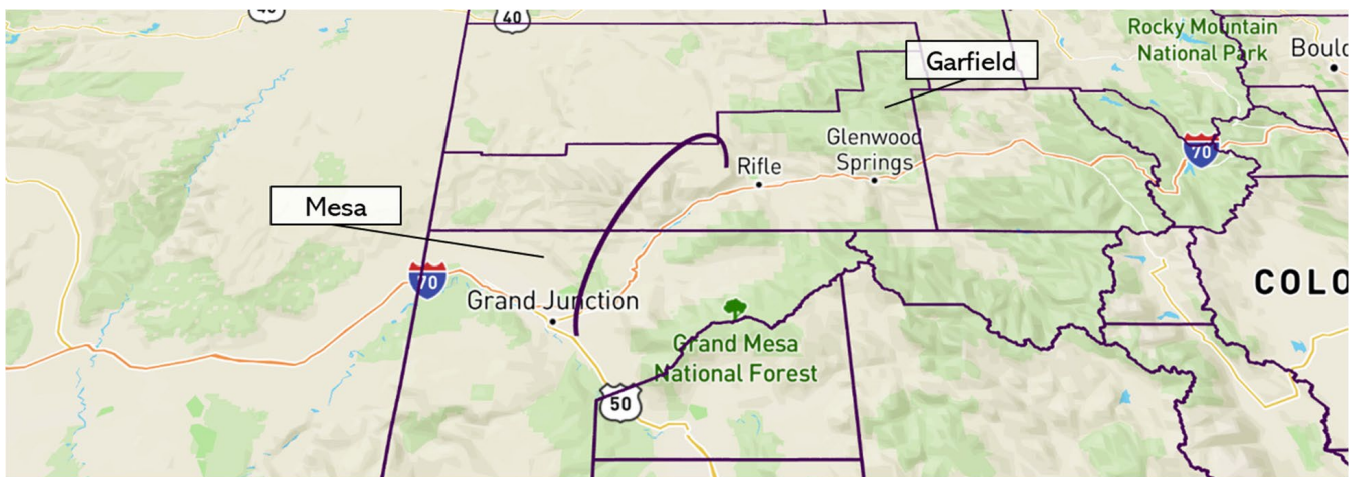 40
Rocky Mountain
National Park
Garfield
Glenwood
Springs
70
Rifle
Mesa
70
Grand Junction
COLO
Grand Mesa
National Forest
50